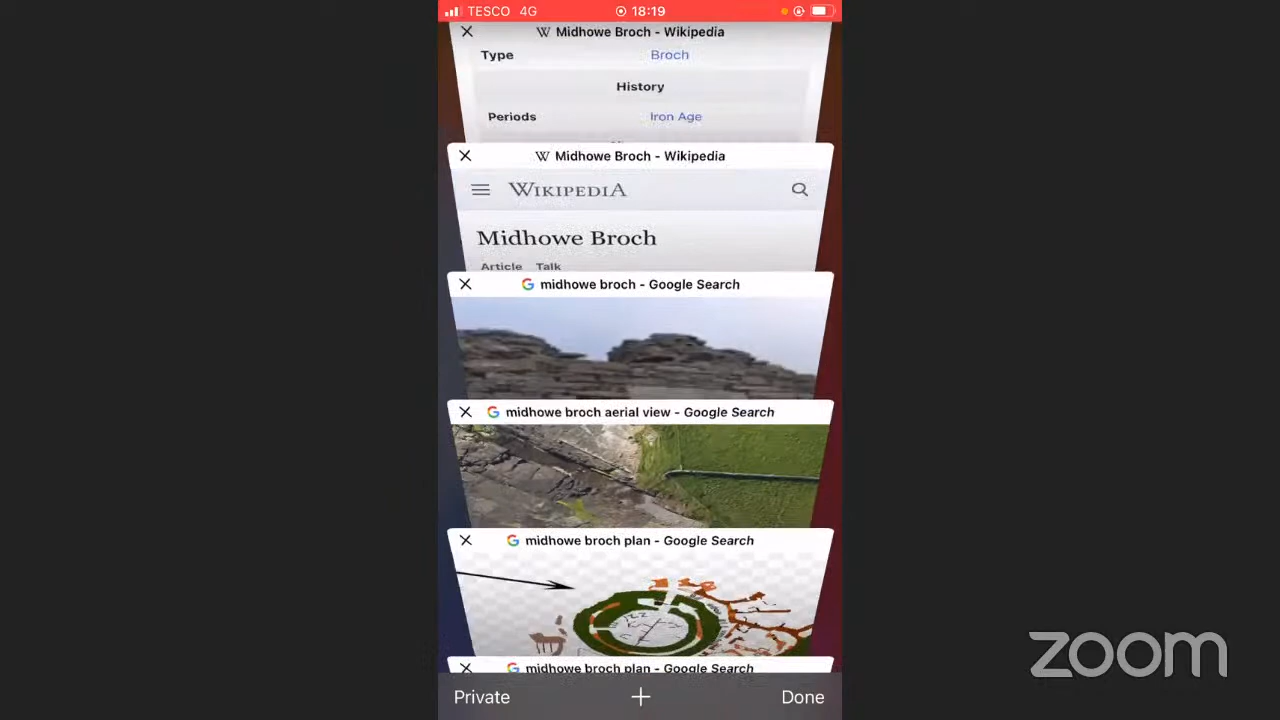 TESCO 4G 18:19
Midhowe Broch - Wikipedia
Type Broch
History
Periods Iron Age
Midhowe Broch - Wikipedia
WIKIPEDIA
Midhowe Broch
Article Talk
midhowe broch - Google Search
midhowe broch aerial view - Google Search
midhowe broch plan - Google Search
midhowe broch plan - Google Search
Private + Done
zoom